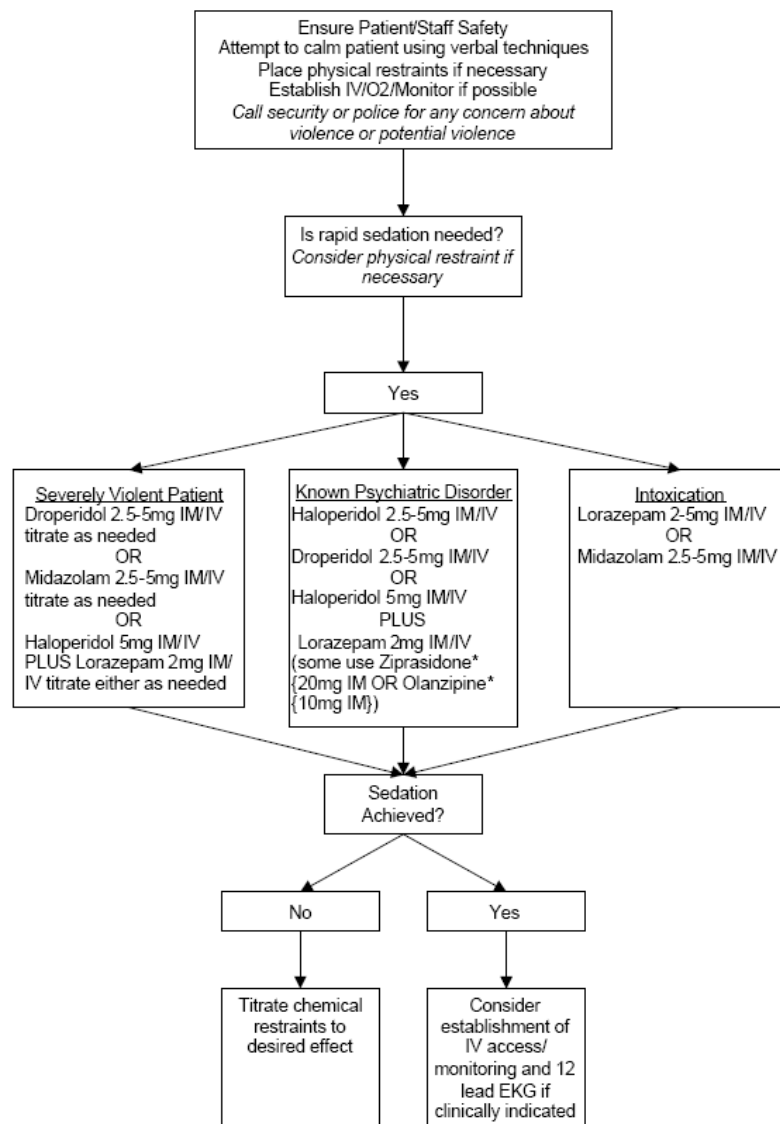 Ensure Patient/Staff Safety
Attempt to calm patient using verbal techniques
Place physical restraints if necessary
Establish IV/O2/Monitor if possible
Call security or police for any concern about
violence or potential violence
Is rapid sedation needed?
Consider physical restraint if
necessary
Yes
Severely Violent Patient
Droperidol 2.5-5mg IM/IV
titrate as needed
OR
Midazolam 2.5-5mg IM/IV
titrate as needed
OR
Haloperidol 5mg IM/IV
PLUS Lorazepam 2mg IM/
IV titrate either as needed
Known Psychiatric Disorder
Haloperidol 2.5-5mg IM/IV
OR
Droperidol 2.5-5mg IM/IV
OR
Haloperidol 5mg IM/IV
PLUS
Lorazepam 2mg IM/IV
(some use Ziprasidone*
{20mg IM OR Olanzipine*
{10mg IM})
Intoxication
Lorazepam 2-5mg IM/IV
OR
Midazolam 2.5-5mg IM/IV
Sedation
Achieved?
No
Yes
Titrate chemical
restraints to
desired effect
Consider
establishment of
IV access/
monitoring and 12
lead EKG if
clinically indicated